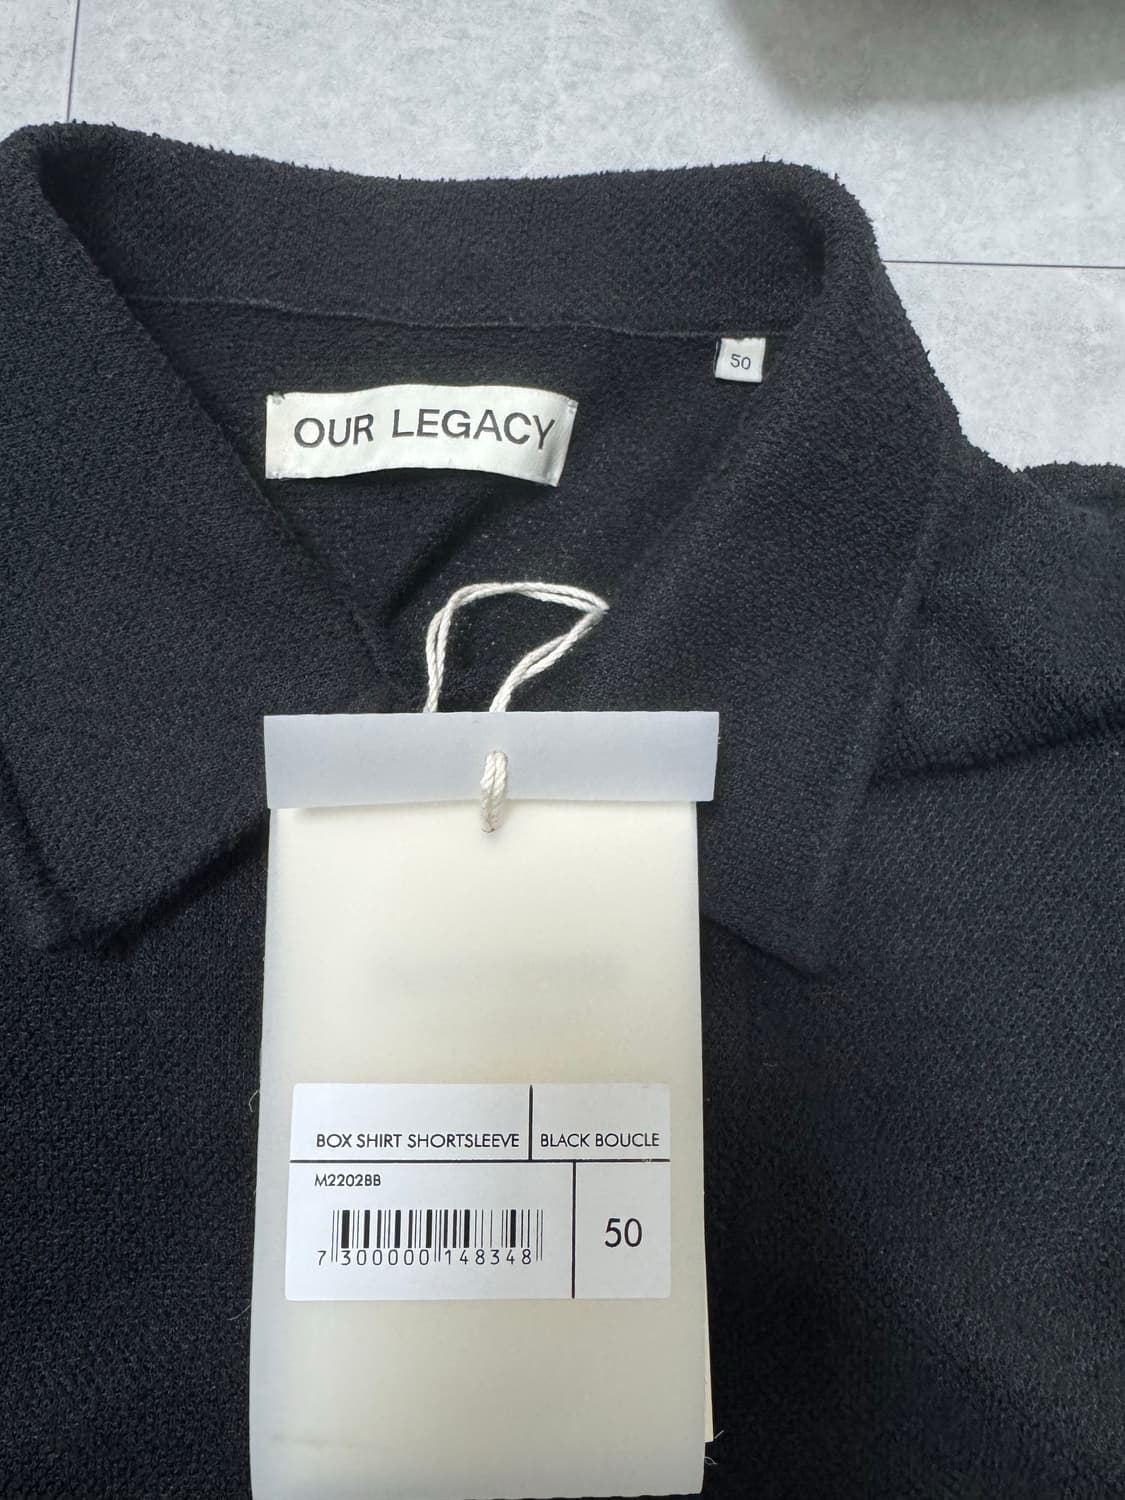 50
OUR LEGACY
BOX SHIRT SHORTSLEEVE BLACK BOUCLE
M2202BB
7 300000 148348
50